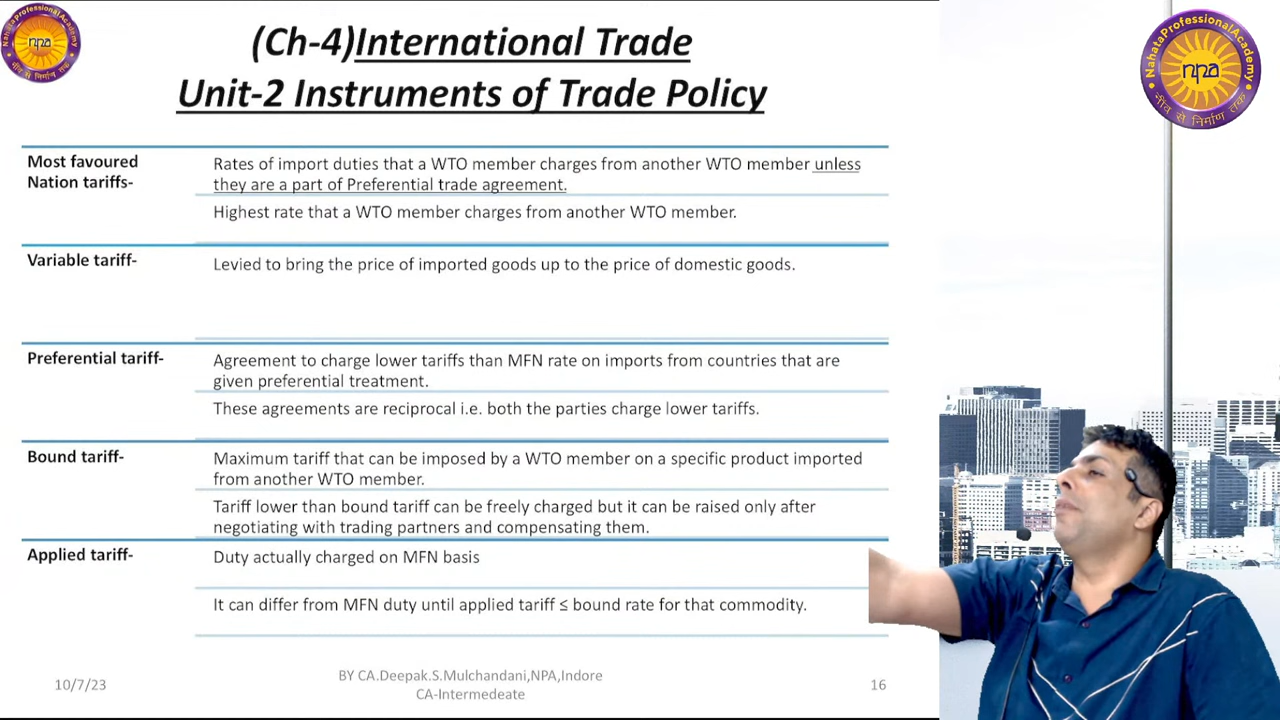 (Ch-4)International Trade
Unit-2 Instruments of Trade Policy
Most favoured
Nation tariffs-
Rates of import duties that a WTO member charges from another WTO member unless
they are a part of Preferential trade agreement.
Highest rate that a WTO member charges from another WTO member.
Variable tariff-
Levied to bring the price of imported goods up to the price of domestic goods.
Preferential tariff-
Agreement to charge lower tariffs than MFN rate on imports from countries that are
given preferential treatment.
These agreements are reciprocal i.e. both the parties charge lower tariffs.
Bound tariff-
Maximum tariff that can be imposed by a WTO member on a specific product imported
from another WTO member.
Tariff lower than bound tariff can be freely charged but it can be raised only after
negotiating with trading partners and compensating them.
Applied tariff-
Duty actually charged on MFN basis
It can differ from MFN duty until applied tariff ≤ bound rate for that commodity.
10/7/23
BY CA.Deepak.S.Mulchandani,NPA,Indore
CA-Intermedeate
16
NahataProfessionalAcademy
npa
नींव से निर्माण तक
NahataProfessionalAcademy
npa
नींव से निर्माण तक